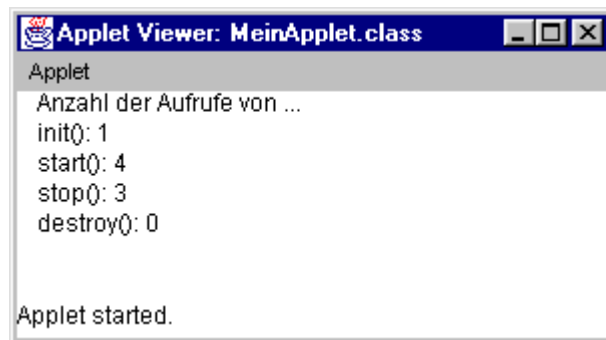 Applet Viewer: MeinApplet.class
Applet
Anzahl der Aufrufe von ...
init(): 1
start(): 4
stop(): 3
destroy(): 0
Applet started.